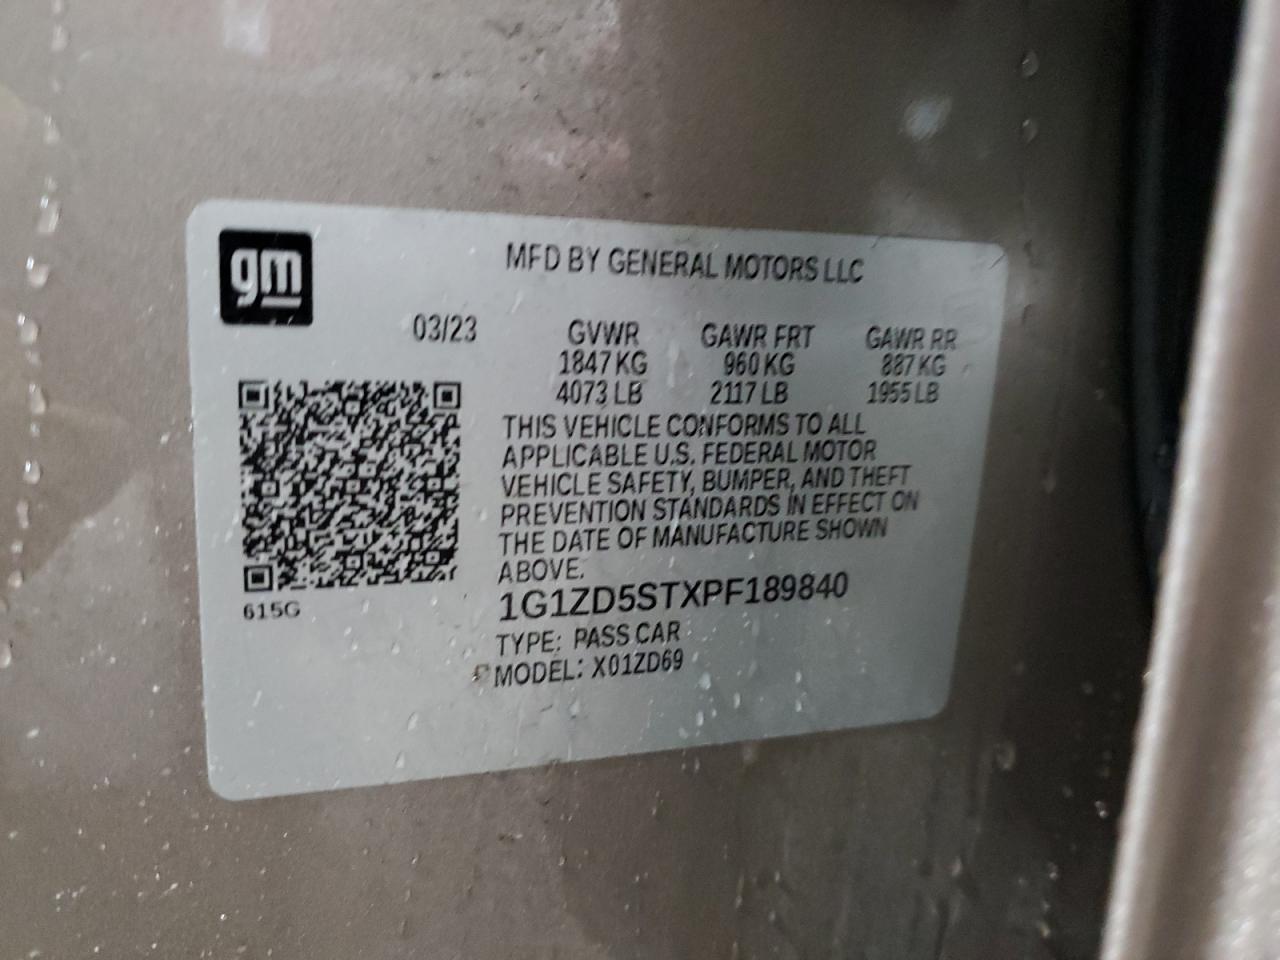 gm
MFD BY GENERAL MOTORS LLC
03/23 GVWR GAWR FRT GAWR RR
1847 KG 960 KG 887 KG
4073 LB 2117 LB 1955 LB
THIS VEHICLE CONFORMS TO ALL
APPLICABLE U.S. FEDERAL MOTOR
VEHICLE SAFETY, BUMPER, AND THEFT
PREVENTION STANDARDS IN EFFECT ON
THE DATE OF MANUFACTURE SHOWN
ABOVE.
615G
1G1ZD5STXPF189840
TYPE: PASS CAR
MODEL: X01ZD69